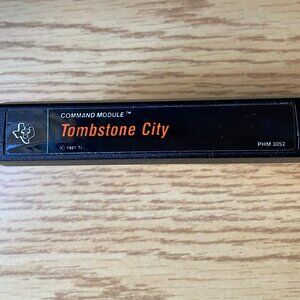 COMMAND MODULE™
Tombstone City
© 1981 TI
PHM 3052